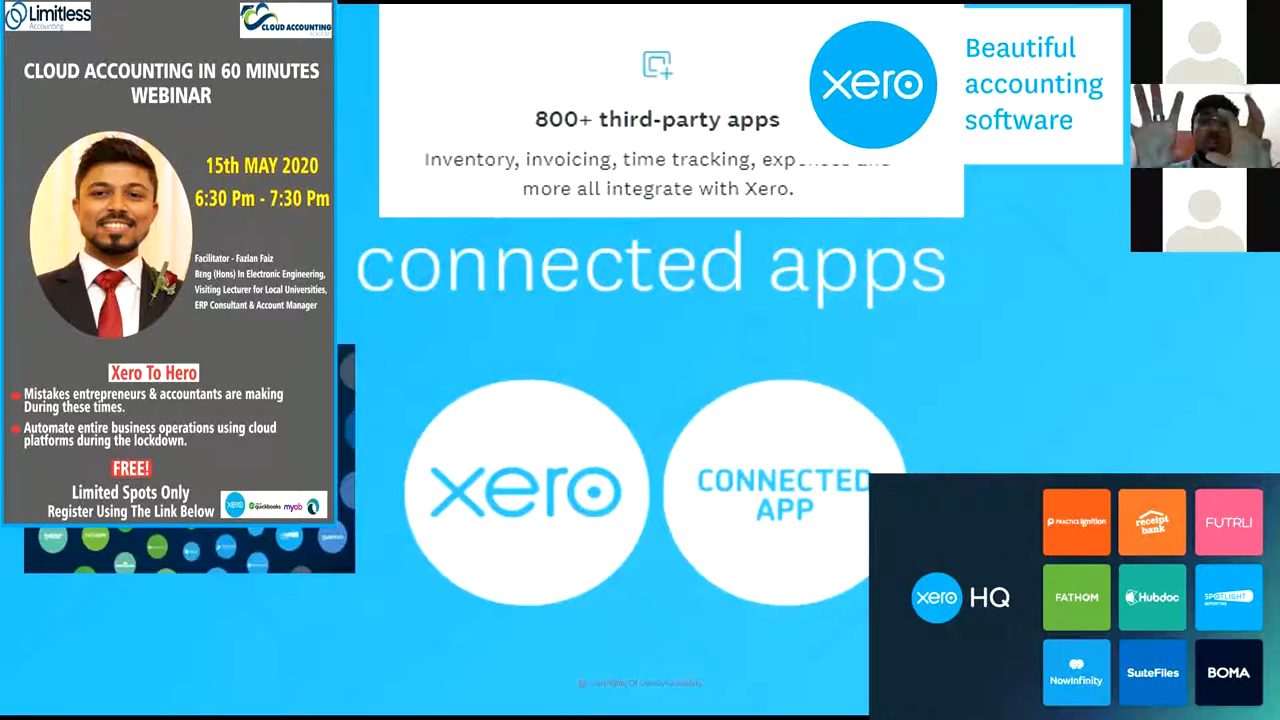 Limitless
Accounting
CLOUD ACCOUNTING
ACADEMY
CLOUD ACCOUNTING IN 60 MINUTES
WEBINAR
15th MAY 2020
6:30 Pm - 7:30 Pm
Facilitator - Fazlan Faiz
Beng (Hons) In Electronic Engineering,
Visiting Lecturer for Local Universities,
ERP Consultant & Account Manager
Xero To Hero
Mistakes entrepreneurs & accountants are making
During these times.
Automate entire business operations using cloud
platforms during the lockdown.
FREE!
Limited Spots Only
Register Using The Link Below
xero
quickbooks
myob
800+ third-party apps
Inventory, invoicing, time tracking, expenses and
more all integrate with Xero.
xero
Beautiful
accounting
software
connected apps
xero
CONNECTED
APP
xero HQ
PRACTICE Ignition
receipt
bank
FUTRLI
FATHOM
Hubdoc
SPOTLIGHT
REPORTING
NowInfinity
SuiteFiles
BOMA